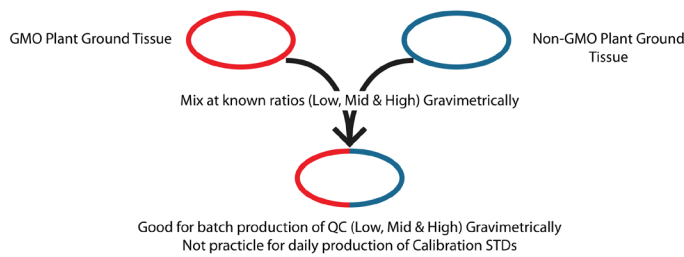 GMO Plant Ground Tissue
Non-GMO Plant Ground
Tissue
Mix at known ratios (Low, Mid & High) Gravimetrically
Good for batch production of QC (Low, Mid & High) Gravimetrically
Not practicle for daily production of Calibration STDs